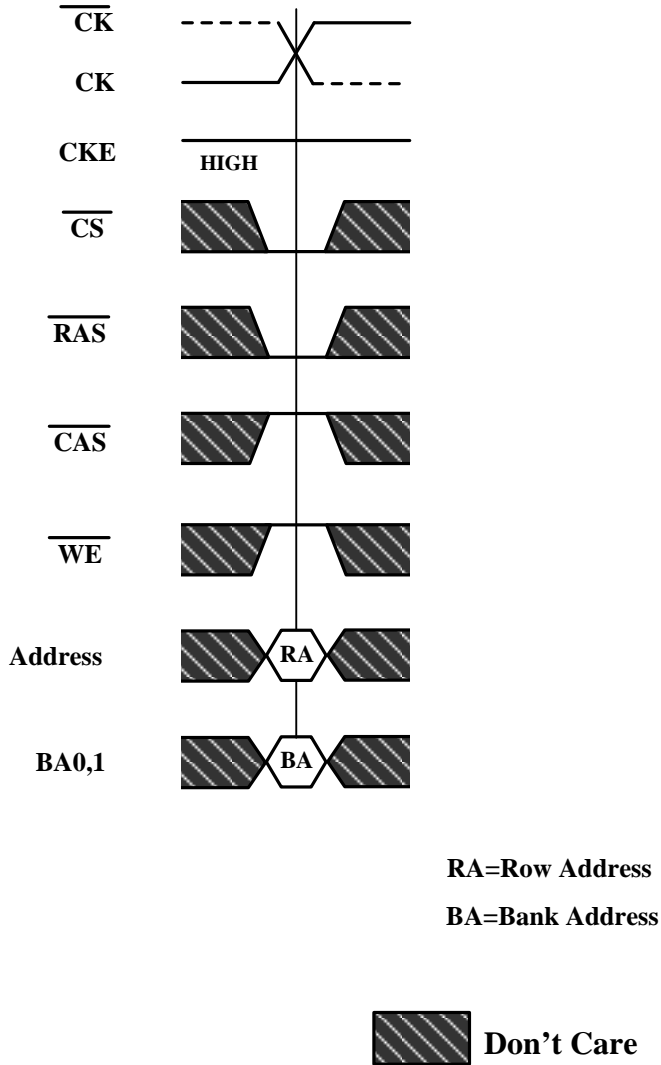 CK
CK
CKE
HIGH
CS
RAS
CAS
WE
Address
RA
BA0,1
BA
RA=Row Address
BA=Bank Address
Don't Care